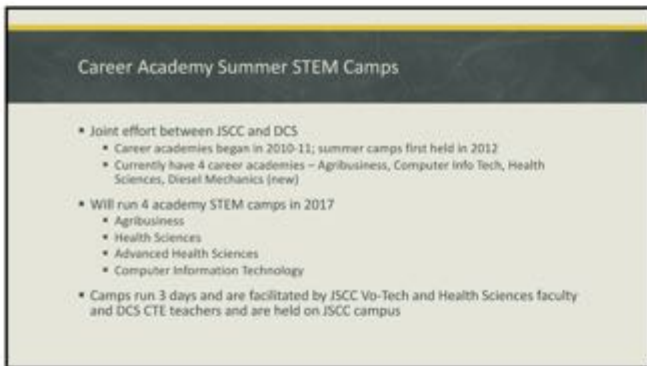 Career Academy Summer STEM Camps
▪ Joint effort between JSCC and DCS
▪ Career academies began in 2010-11; summer camps first held in 2012
▪ Currently have 4 career academies – Agribusiness, Computer Info Tech, Health
Sciences, Diesel Mechanics (new)
▪ Will run 4 academy STEM camps in 2017
▪ Agribusiness
▪ Health Sciences
▪ Advanced Health Sciences
▪ Computer Information Technology
▪ Camps run 3 days and are facilitated by JSCC Vo-Tech and Health Sciences faculty
and DCS CTE teachers and are held on JSCC campus